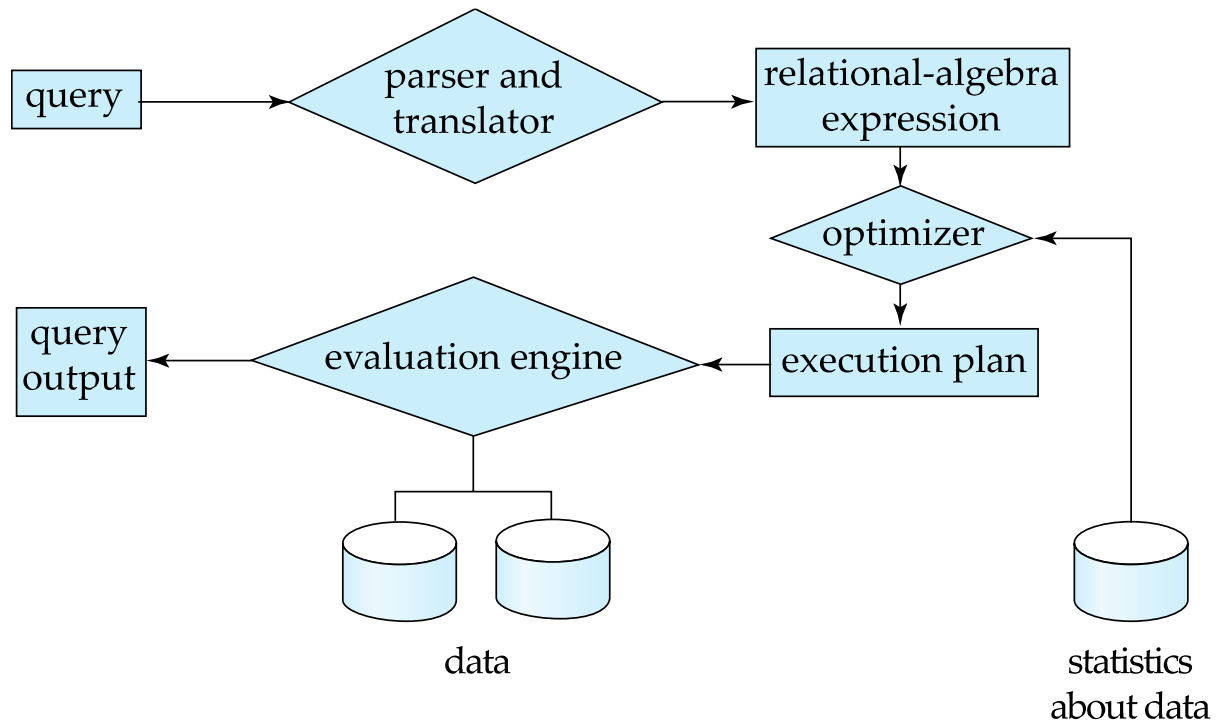 query
parser and
translator
relational-algebra
expression
optimizer
execution plan
evaluation engine
query
output
data
statistics
about data